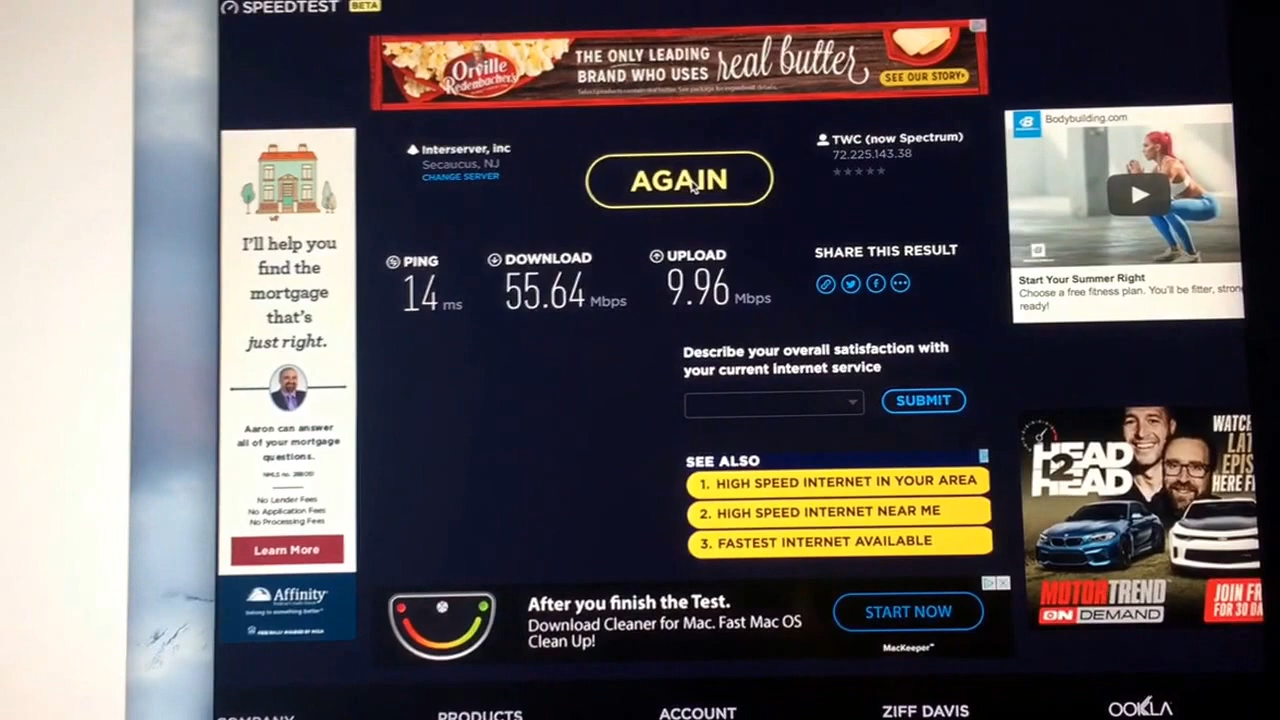 SPEEDTEST BETA
Orville
Redenbacher's
THE ONLY LEADING
BRAND WHO USES
real butter
SEE OUR STORY
Interserver, inc
Secaucus, NJ
CHANGE SERVER
AGAIN
TWC (now Spectrum)
72.225.143.38
PING
14 ms
DOWNLOAD
55.64 Mbps
UPLOAD
9.96 Mbps
SHARE THIS RESULT
Describe your overall satisfaction with
your current internet service
SUBMIT
SEE ALSO
1. HIGH SPEED INTERNET IN YOUR AREA
2. HIGH SPEED INTERNET NEAR ME
3. FASTEST INTERNET AVAILABLE
I'll help you
find the
mortgage
that's
just right.
Aaron can answer
all of your mortgage
questions.
No Lender Fees
No Application Fees
No Processing Fees
Learn More
Affinity
Bodybuilding.com
Start Your Summer Right
Choose a free fitness plan. You'll be fitter, stron
ready!
HEAD
2
HEAD
WATC
LAT
EPIS
HERE F
MOTORTREND
ON DEMAND
JOIN FR
FOR 30 DA
After you finish the Test.
Download Cleaner for Mac. Fast Mac OS
Clean Up!
START NOW
MacKeeper™
COMPANY
PRODUCTS
ACCOUNT
ZIFF DAVIS
OOKLA